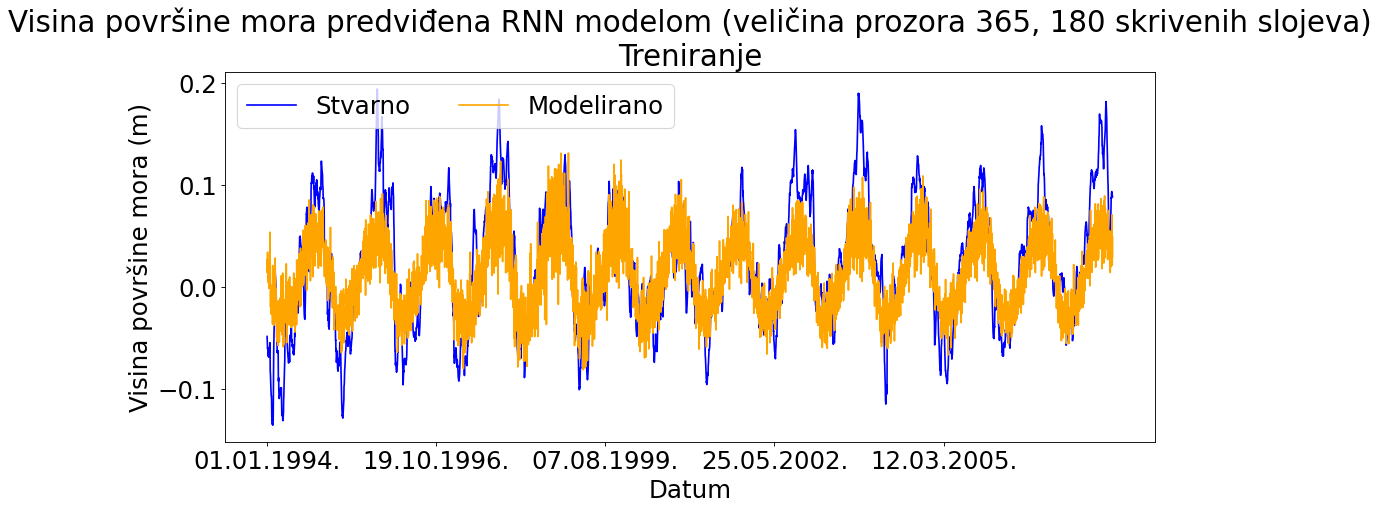 Visina površine mora predviđena RNN modelom (veličina prozora 365, 180 skrivenih slojeva)
Treniranje
Stvarno Modelirano
Visina površine mora (m)
0.2
0.1
0.0
−0.1
01.01.1994. 19.10.1996. 07.08.1999. 25.05.2002. 12.03.2005.
Datum